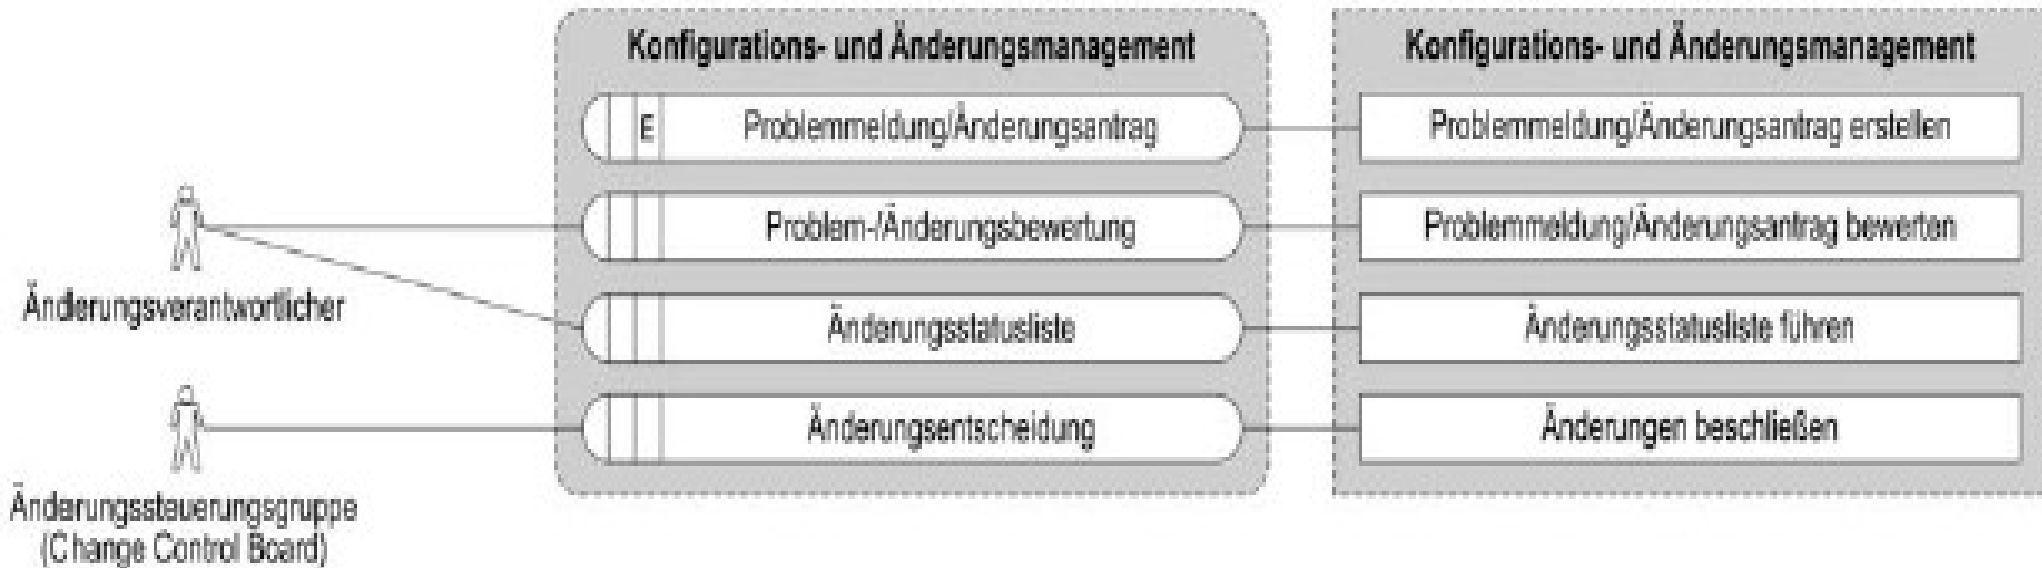 Konfigurations- und Änderungsmanagement
E
Problemmeldung/Änderungsantrag
Problem-/Änderungsbewertung
Änderungsstatusliste
Änderungsentscheidung
Konfigurations- und Änderungsmanagement
Problemmeldung/Änderungsantrag erstellen
Problemmeldung/Änderungsantrag bewerten
Änderungsstatusliste führen
Änderungen beschließen
Änderungsverantwortlicher
Änderungssteuerungsgruppe
(Change Control Board)